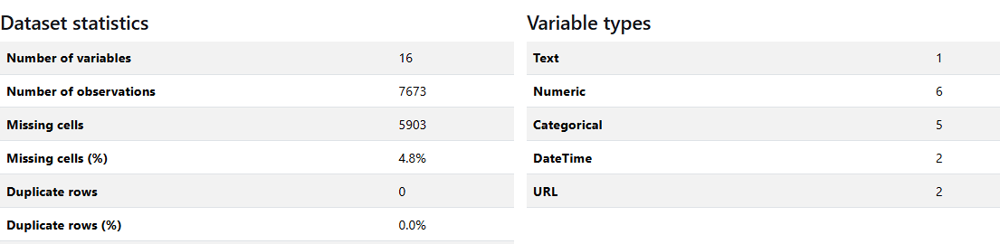 Dataset statistics
Number of variables 16
Number of observations 7673
Missing cells 5903
Missing cells (%) 4.8%
Duplicate rows 0
Duplicate rows (%) 0.0%
Variable types
Text 1
Numeric 6
Categorical 5
DateTime 2
URL 2